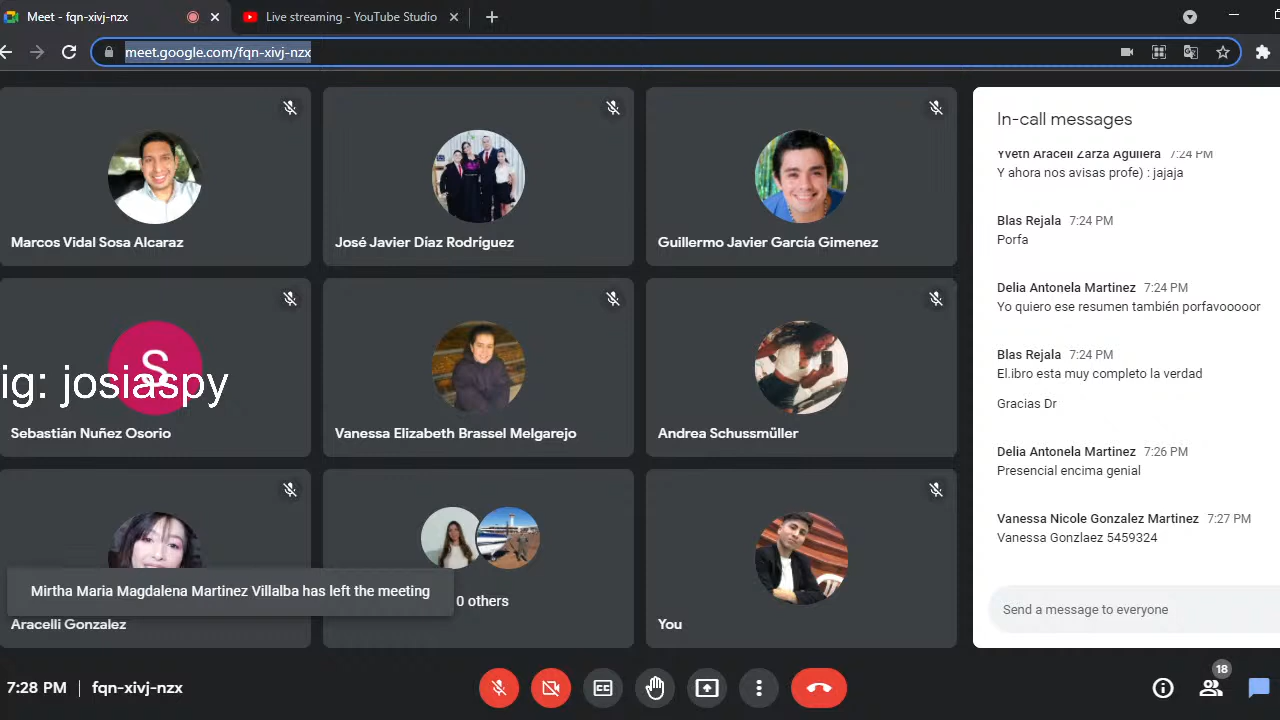 Meet - fqn-xivj-nzx
Live streaming - YouTube Studio
meet.google.com/fqn-xivj-nzx
Marcos Vidal Sosa Alcaraz
José Javier Díaz Rodríguez
Guillermo Javier García Gimenez
S
ig: josiaspy
Sebastián Nuñez Osorio
Vanessa Elizabeth Brassel Melgarejo
Andrea Schussmüller
Mirtha Maria Magdalena Martinez Villalba has left the meeting
Aracelli Gonzalez
0 others
You
In-call messages
Yveth Araceli Zarza Aguilera 7:24 PM
Y ahora nos avisas profe) : jajaja
Blas Rejala 7:24 PM
Porfa
Delia Antonela Martinez 7:24 PM
Yo quiero ese resumen también porfavooooor
Blas Rejala 7:24 PM
El.ibro esta muy completo la verdad
Gracias Dr
Delia Antonela Martinez 7:26 PM
Presencial encima genial
Vanessa Nicole Gonzalez Martinez 7:27 PM
Vanessa Gonzlaez 5459324
Send a message to everyone
7:28 PM | fqn-xivj-nzx
CC
18